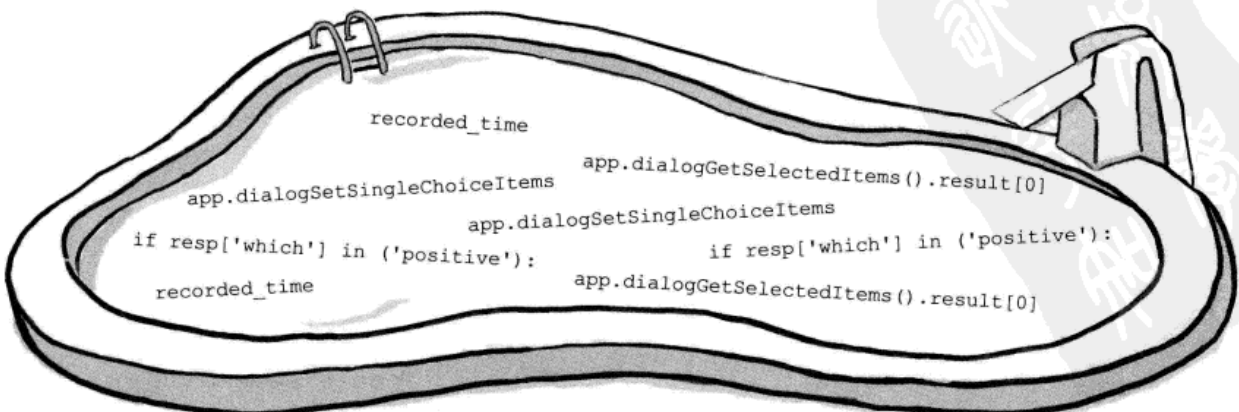 recorded_time
app.dialogGetSelectedItems().result[0]
app.dialogSetSingleChoiceItems
app.dialogSetSingleChoiceItems
if resp['which'] in ('positive'):
if resp['which'] in ('positive'):
recorded_time
app.dialogGetSelectedItems().result[0]